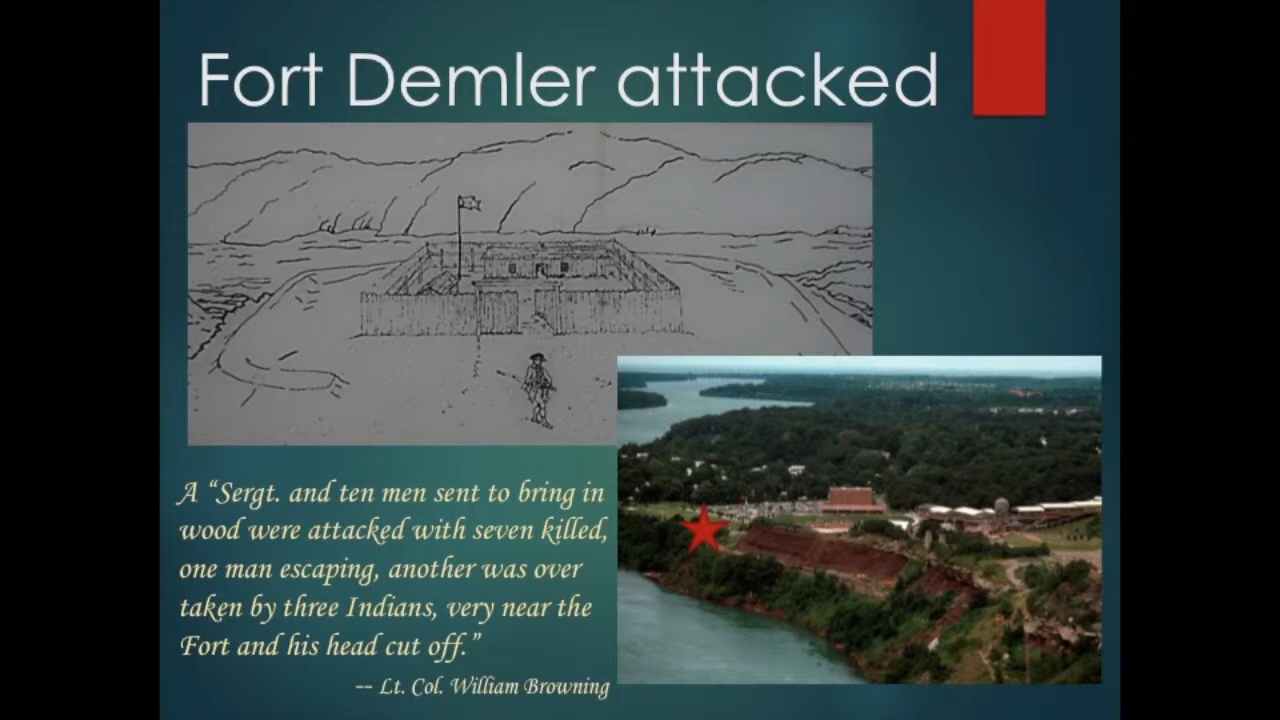 Fort Demler attacked
A “Sergt. and ten men sent to bring in
wood were attacked with seven killed,
one man escaping, another was over
taken by three Indians, very near the
Fort and his head cut off.”
-- Lt. Col. William Browning